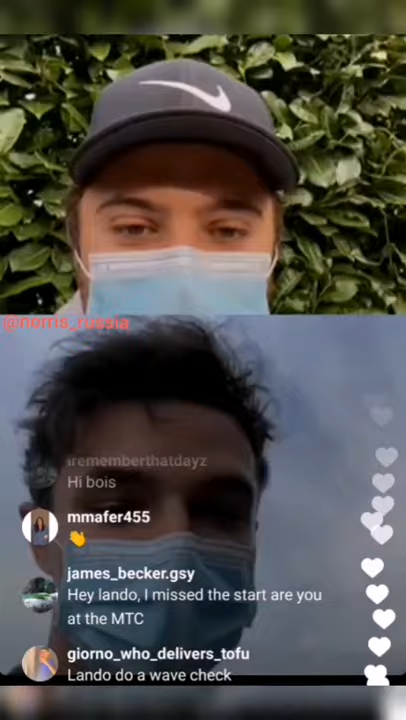 @norris_russia
irememberthatdayz
Hi bois
mmafer455
👋
james_becker.gsy
Hey lando, I missed the start are you
at the MTC
giorno_who_delivers_tofu
Lando do a wave check